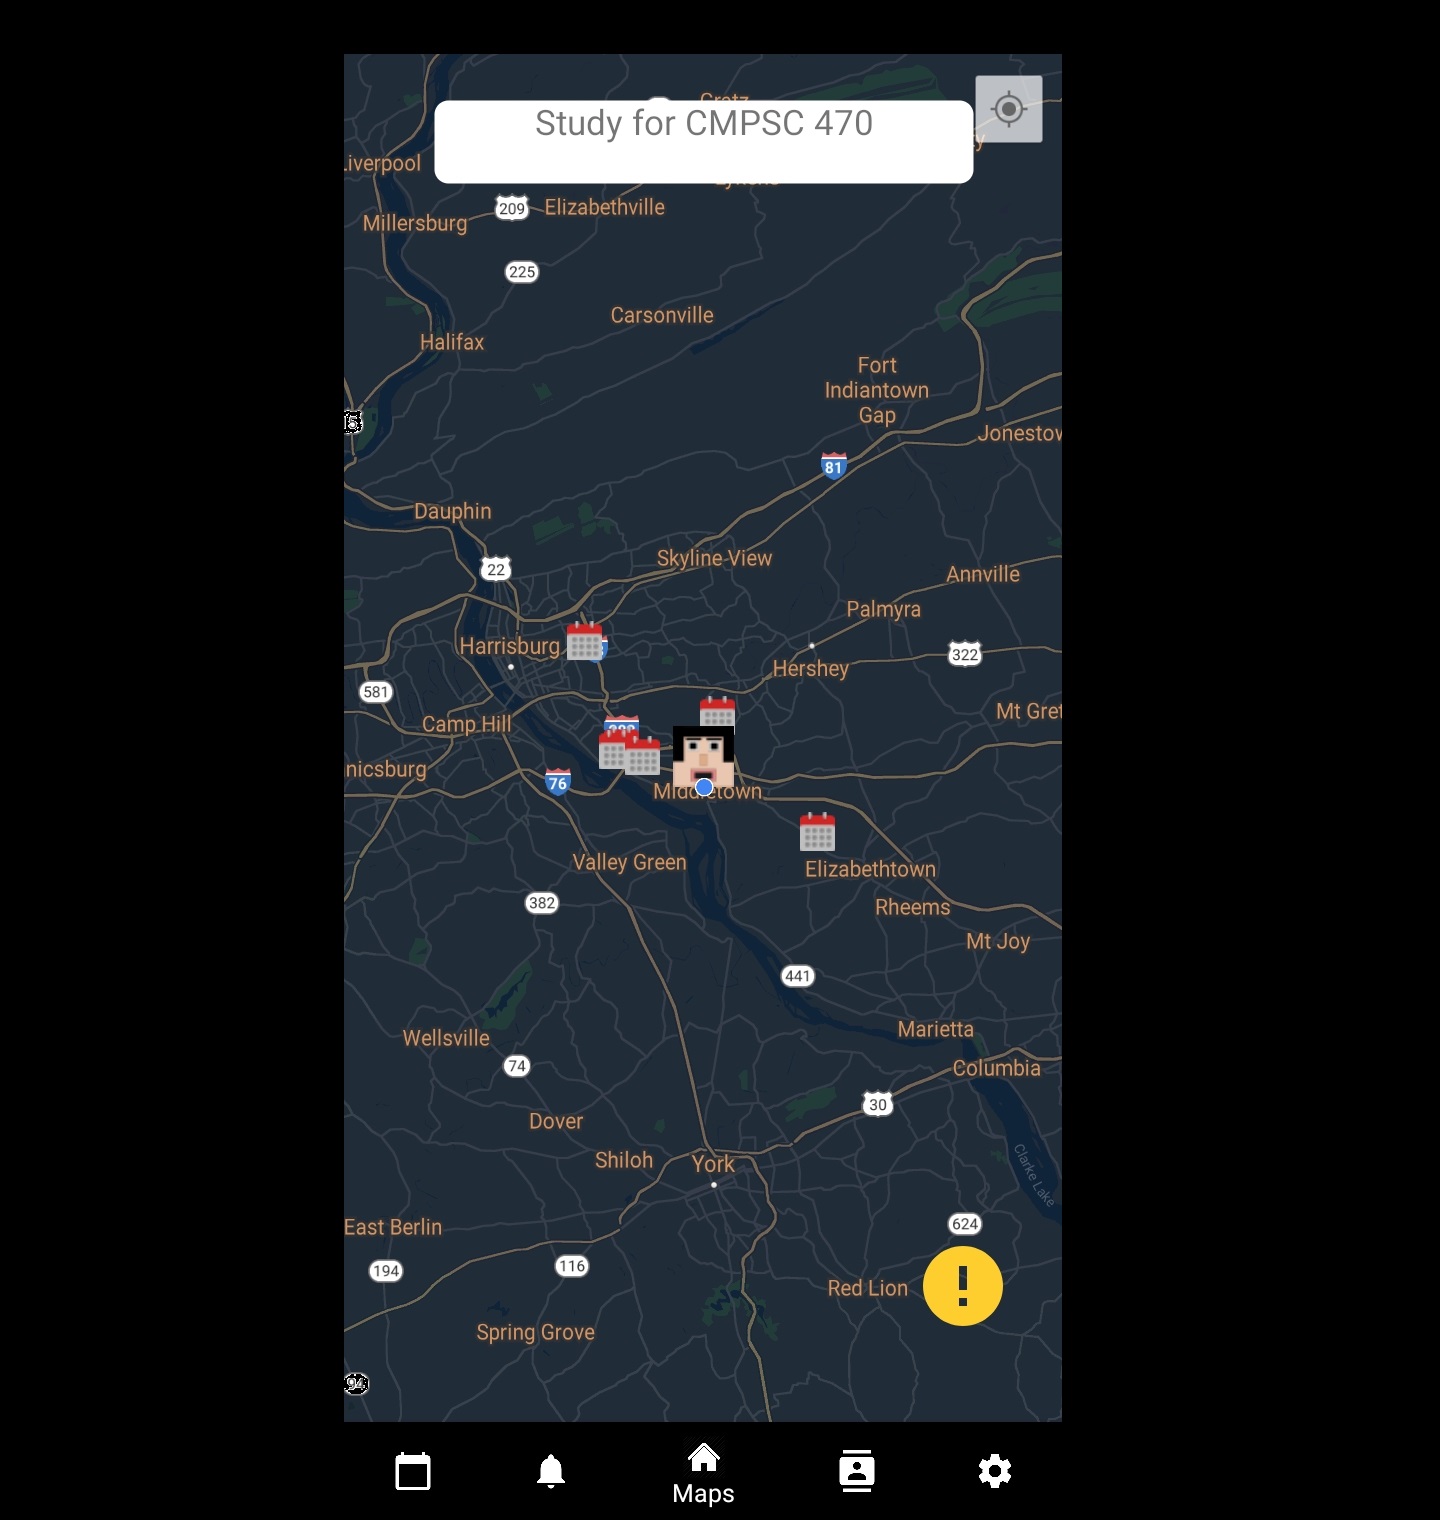 Gratz
Study for CMPSC 470
Liverpool
Millersburg
209
Elizabethville
225
Carsonville
Halifax
Fort
Indiantown
Gap
Jonestow
81
Dauphin
Skyline View
22
Annville
Palmyra
Harrisburg
322
Hershey
581
Mt Gret
Camp Hill
nicsburg
76
Middletown
Valley Green
Elizabethtown
382
Rheems
Mt Joy
441
Marietta
Wellsville
74
Columbia
30
Dover
Shiloh
York
Clarke Lake
East Berlin
624
194
116
Red Lion
Spring Grove
94
Maps